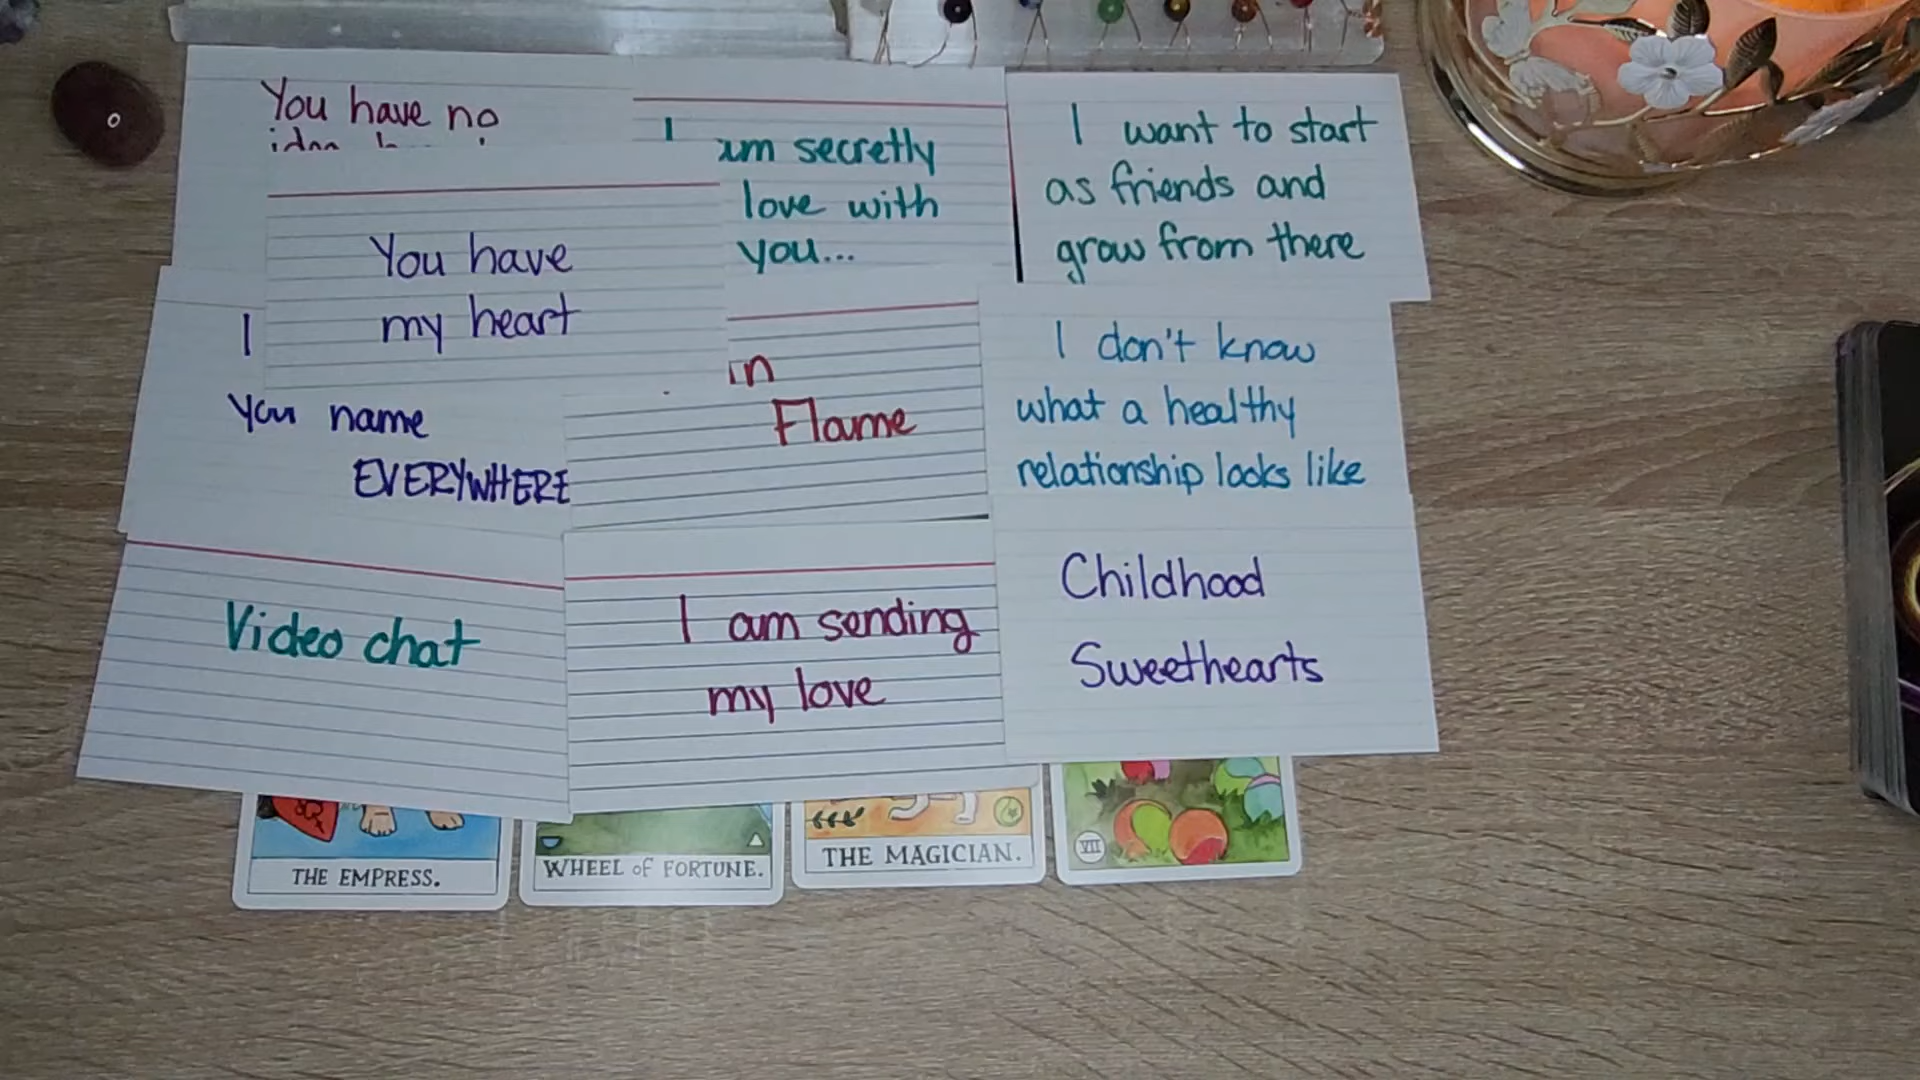 You have no
You have
my heart
I am secretly
love with
you...
I want to start
as friends and
grow from there
I
You name
EVERYWHERE
in
Flame
I don't know
what a healthy
relationship looks like
Video chat
I am sending
my love
Childhood
Sweethearts
THE EMPRESS.
WHEEL of FORTUNE.
THE MAGICIAN.
VII